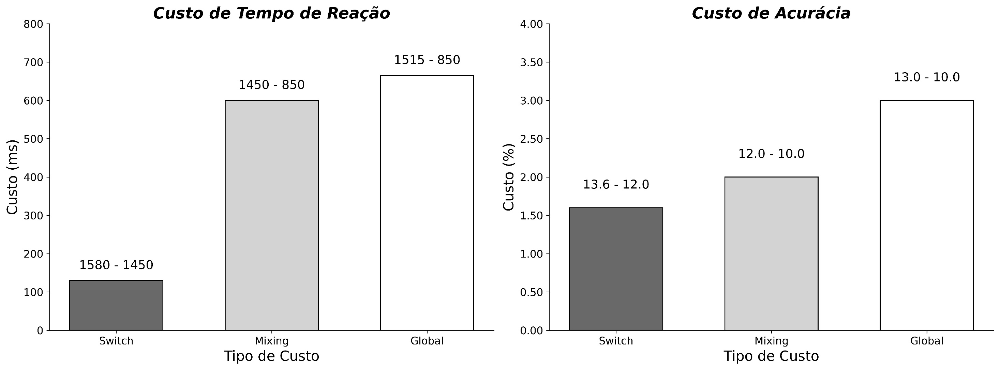 Custo de Tempo de Reação
800
700
600
500
400
300
200
100
0
Custo (ms)
1580 - 1450
1450 - 850
1515 - 850
Switch
Mixing
Global
Tipo de Custo
Custo de Acurácia
4.00
3.50
3.00
2.50
2.00
1.50
1.00
0.50
0.00
Custo (%)
13.6 - 12.0
12.0 - 10.0
13.0 - 10.0
Switch
Mixing
Global
Tipo de Custo